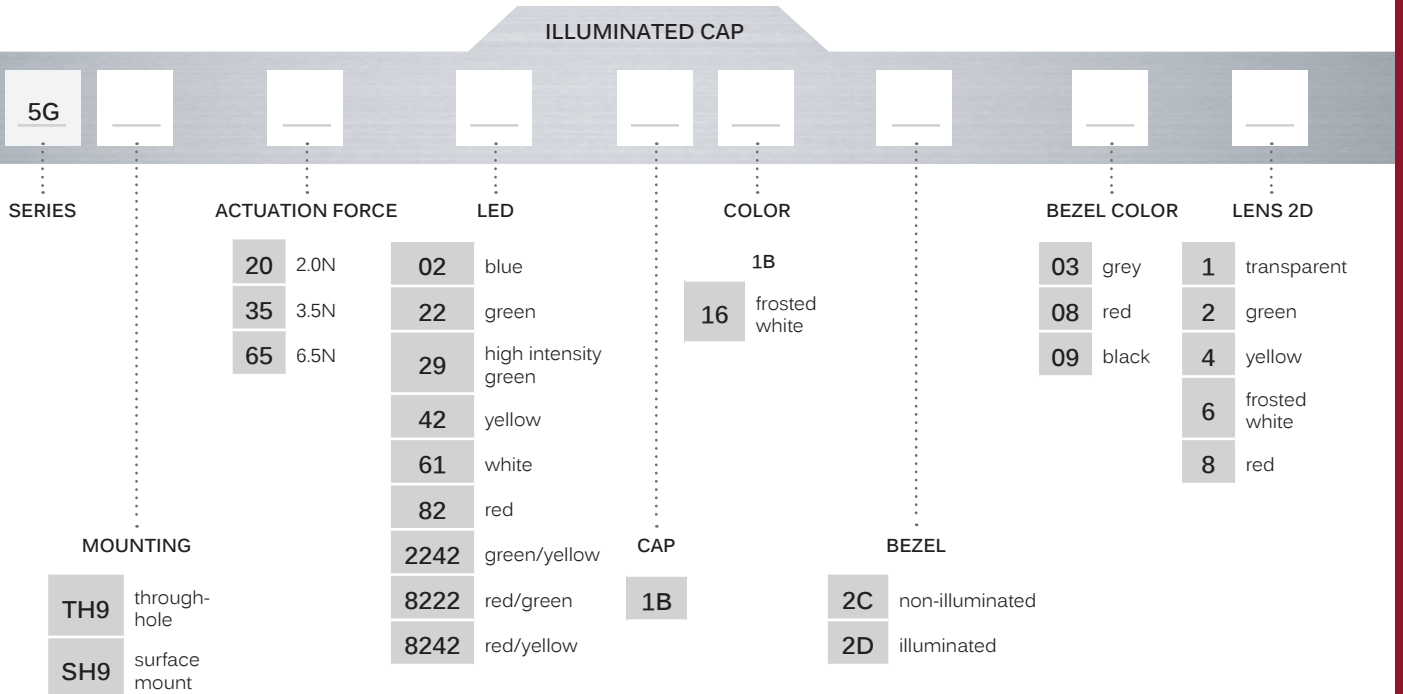 ILLUMINATED CAP
5G
SERIES
ACTUATION FORCE
LED
COLOR
BEZEL COLOR
LENS 2D
20 2.0N
35 3.5N
65 6.5N
02 blue
22 green
29 high intensity
green
42 yellow
61 white
82 red
2242 green/yellow
8222 red/green
8242 red/yellow
1B
16 frosted
white
03 grey
08 red
09 black
1 transparent
2 green
4 yellow
6 frosted
white
8 red
MOUNTING
TH9 through-
hole
SH9 surface
mount
CAP
1B
BEZEL
2C non-illuminated
2D illuminated